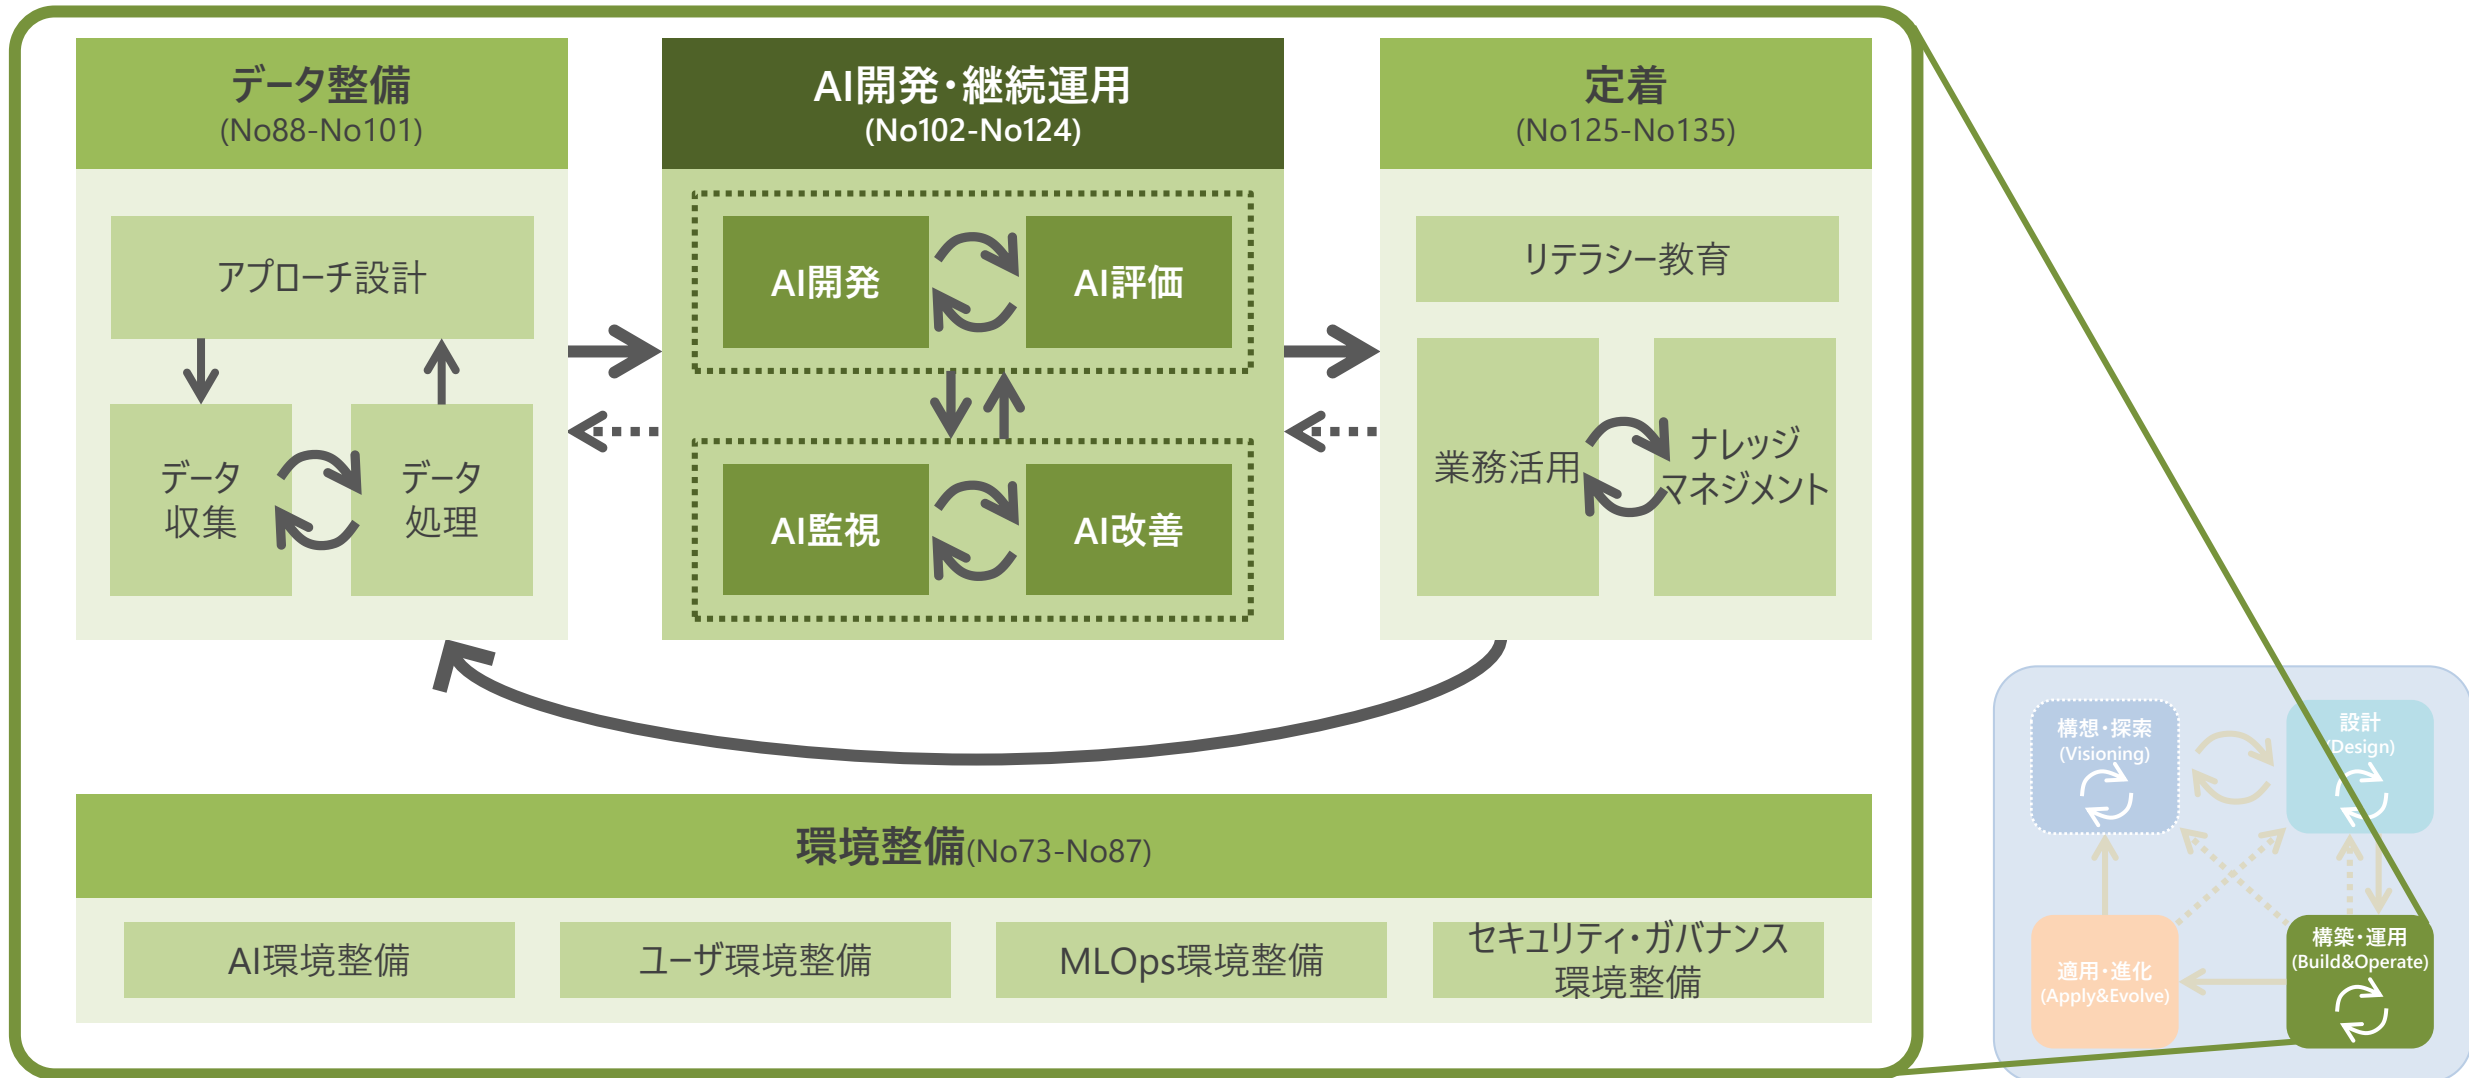 データ整備
(No88-No101)
アプローチ設計
データ
収集
データ
処理
AI開発・継続運用
(No102-No124)
AI開発
AI評価
AI監視
AI改善
定着
(No125-No135)
リテラシー教育
業務活用
ナレッジ
マネジメント
環境整備(No73-No87)
AI環境整備
ユーザ環境整備
MLOps環境整備
セキュリティ・ガバナンス
環境整備
構想・探索
(Visioning)
設計
(Design)
適用・進化
(Apply&Evolve)
構築・運用
(Build&Operate)